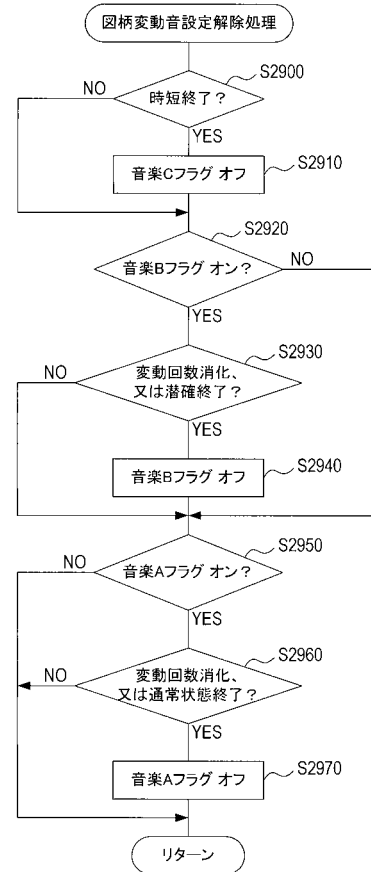 図柄変動音設定解除処理
S2900
時短終了？
NO
YES
S2910
音楽Cフラグ オフ
S2920
音楽Bフラグ オン？
NO
YES
S2930
変動回数消化、
又は潜確終了？
NO
YES
S2940
音楽Bフラグ オフ
S2950
音楽Aフラグ オン？
NO
YES
S2960
変動回数消化、
又は通常状態終了？
NO
YES
S2970
音楽Aフラグ オフ
リターン